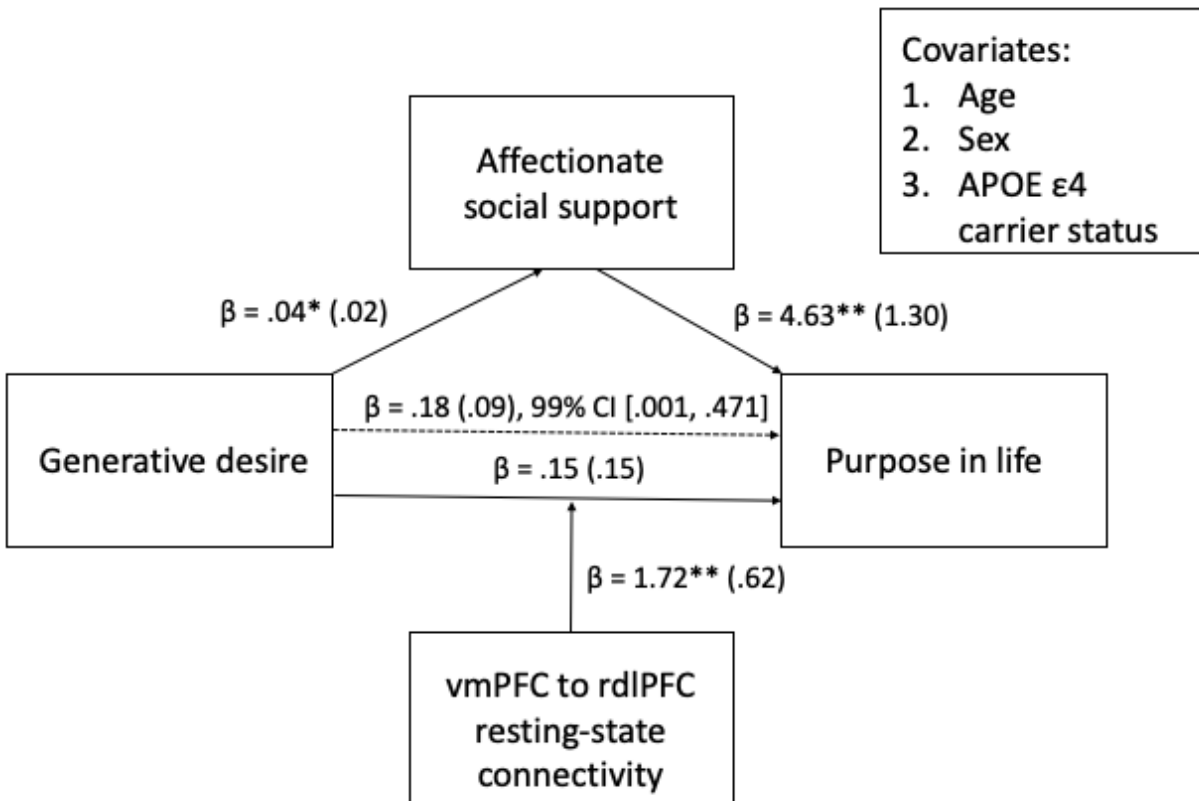 Covariates:
1. Age
2. Sex
3. APOE ε4
carrier status
Affectionate
social support
β = .04* (.02)
β = 4.63** (1.30)
Generative desire
β = .18 (.09), 99% CI [.001, .471]
β = .15 (.15)
Purpose in life
β = 1.72** (.62)
vmPFC to rdlPFC
resting-state
connectivity